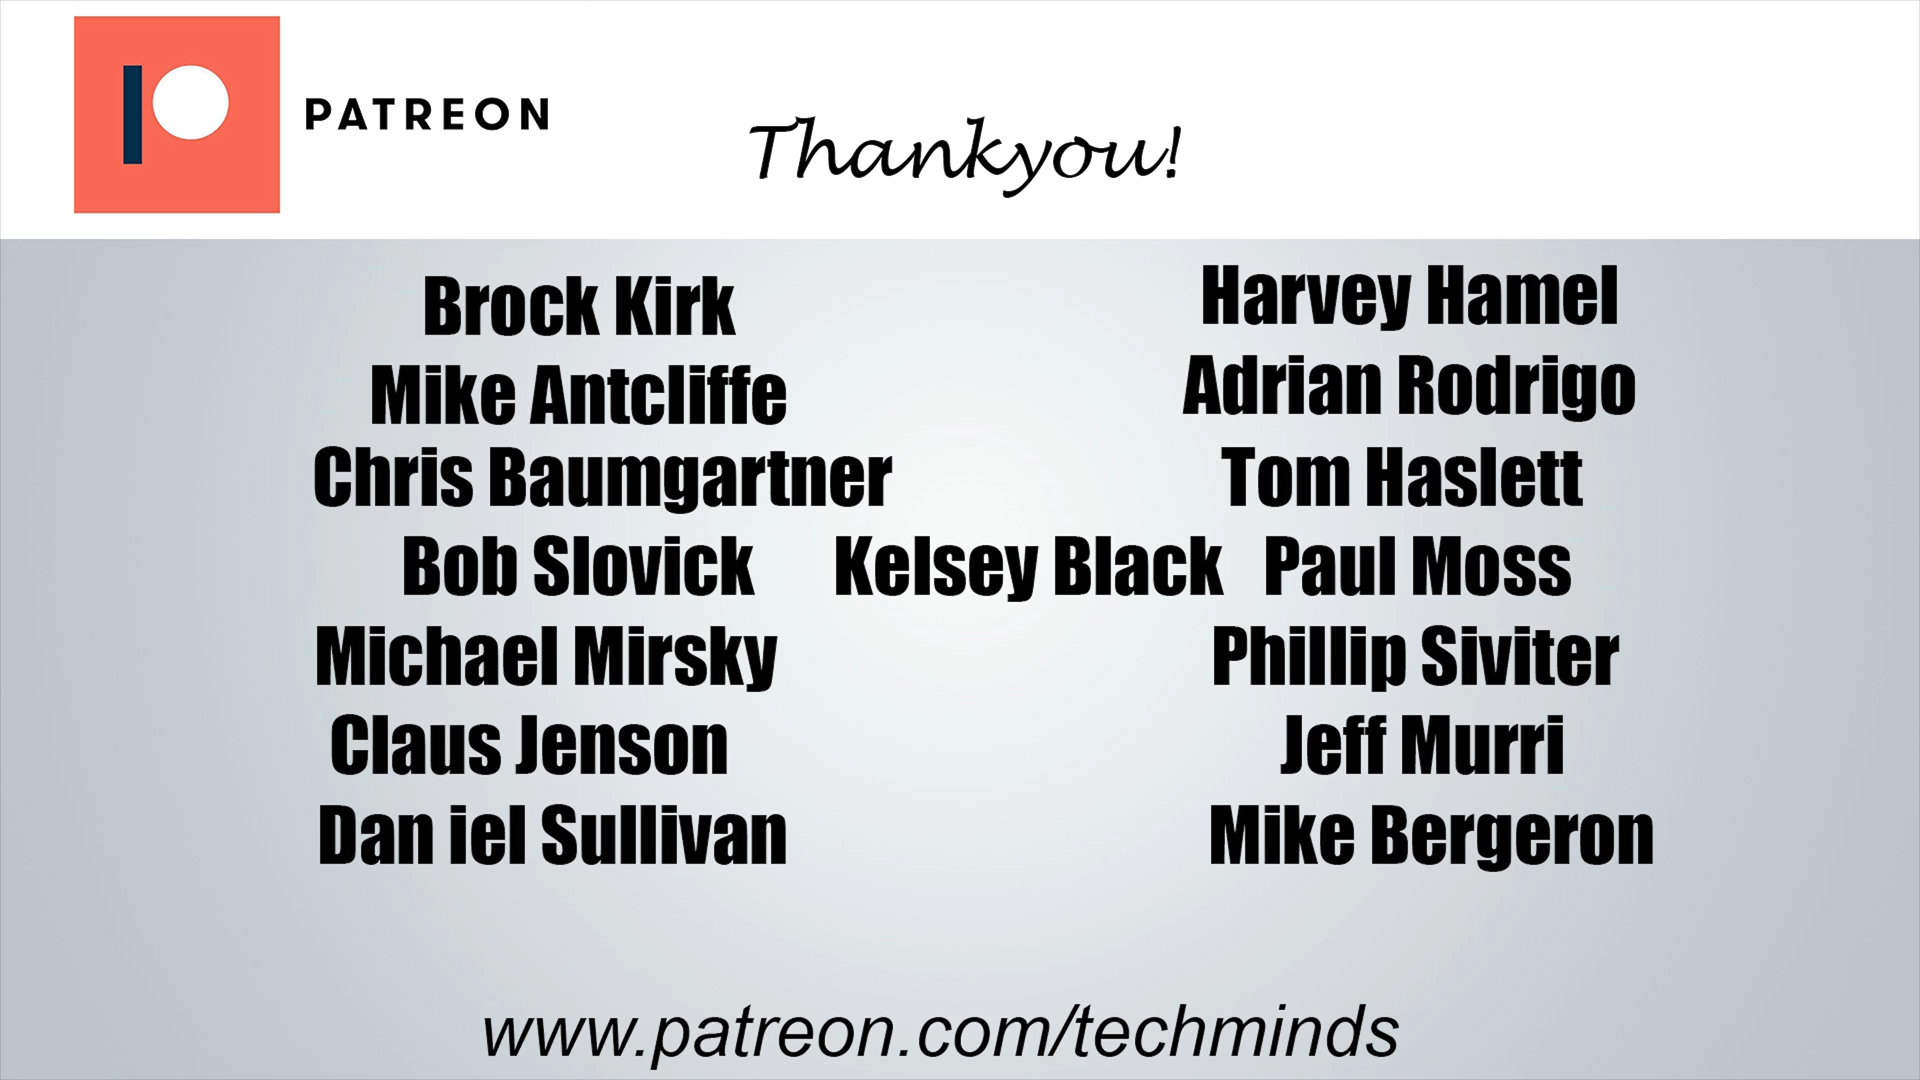 PATREON
Thankyou!
Brock Kirk
Mike Antcliffe
Chris Baumgartner
Bob Slovick
Michael Mirsky
Claus Jenson
Dan iel Sullivan
Kelsey Black
Harvey Hamel
Adrian Rodrigo
Tom Haslett
Paul Moss
Phillip Siviter
Jeff Murri
Mike Bergeron
www.patreon.com/techminds